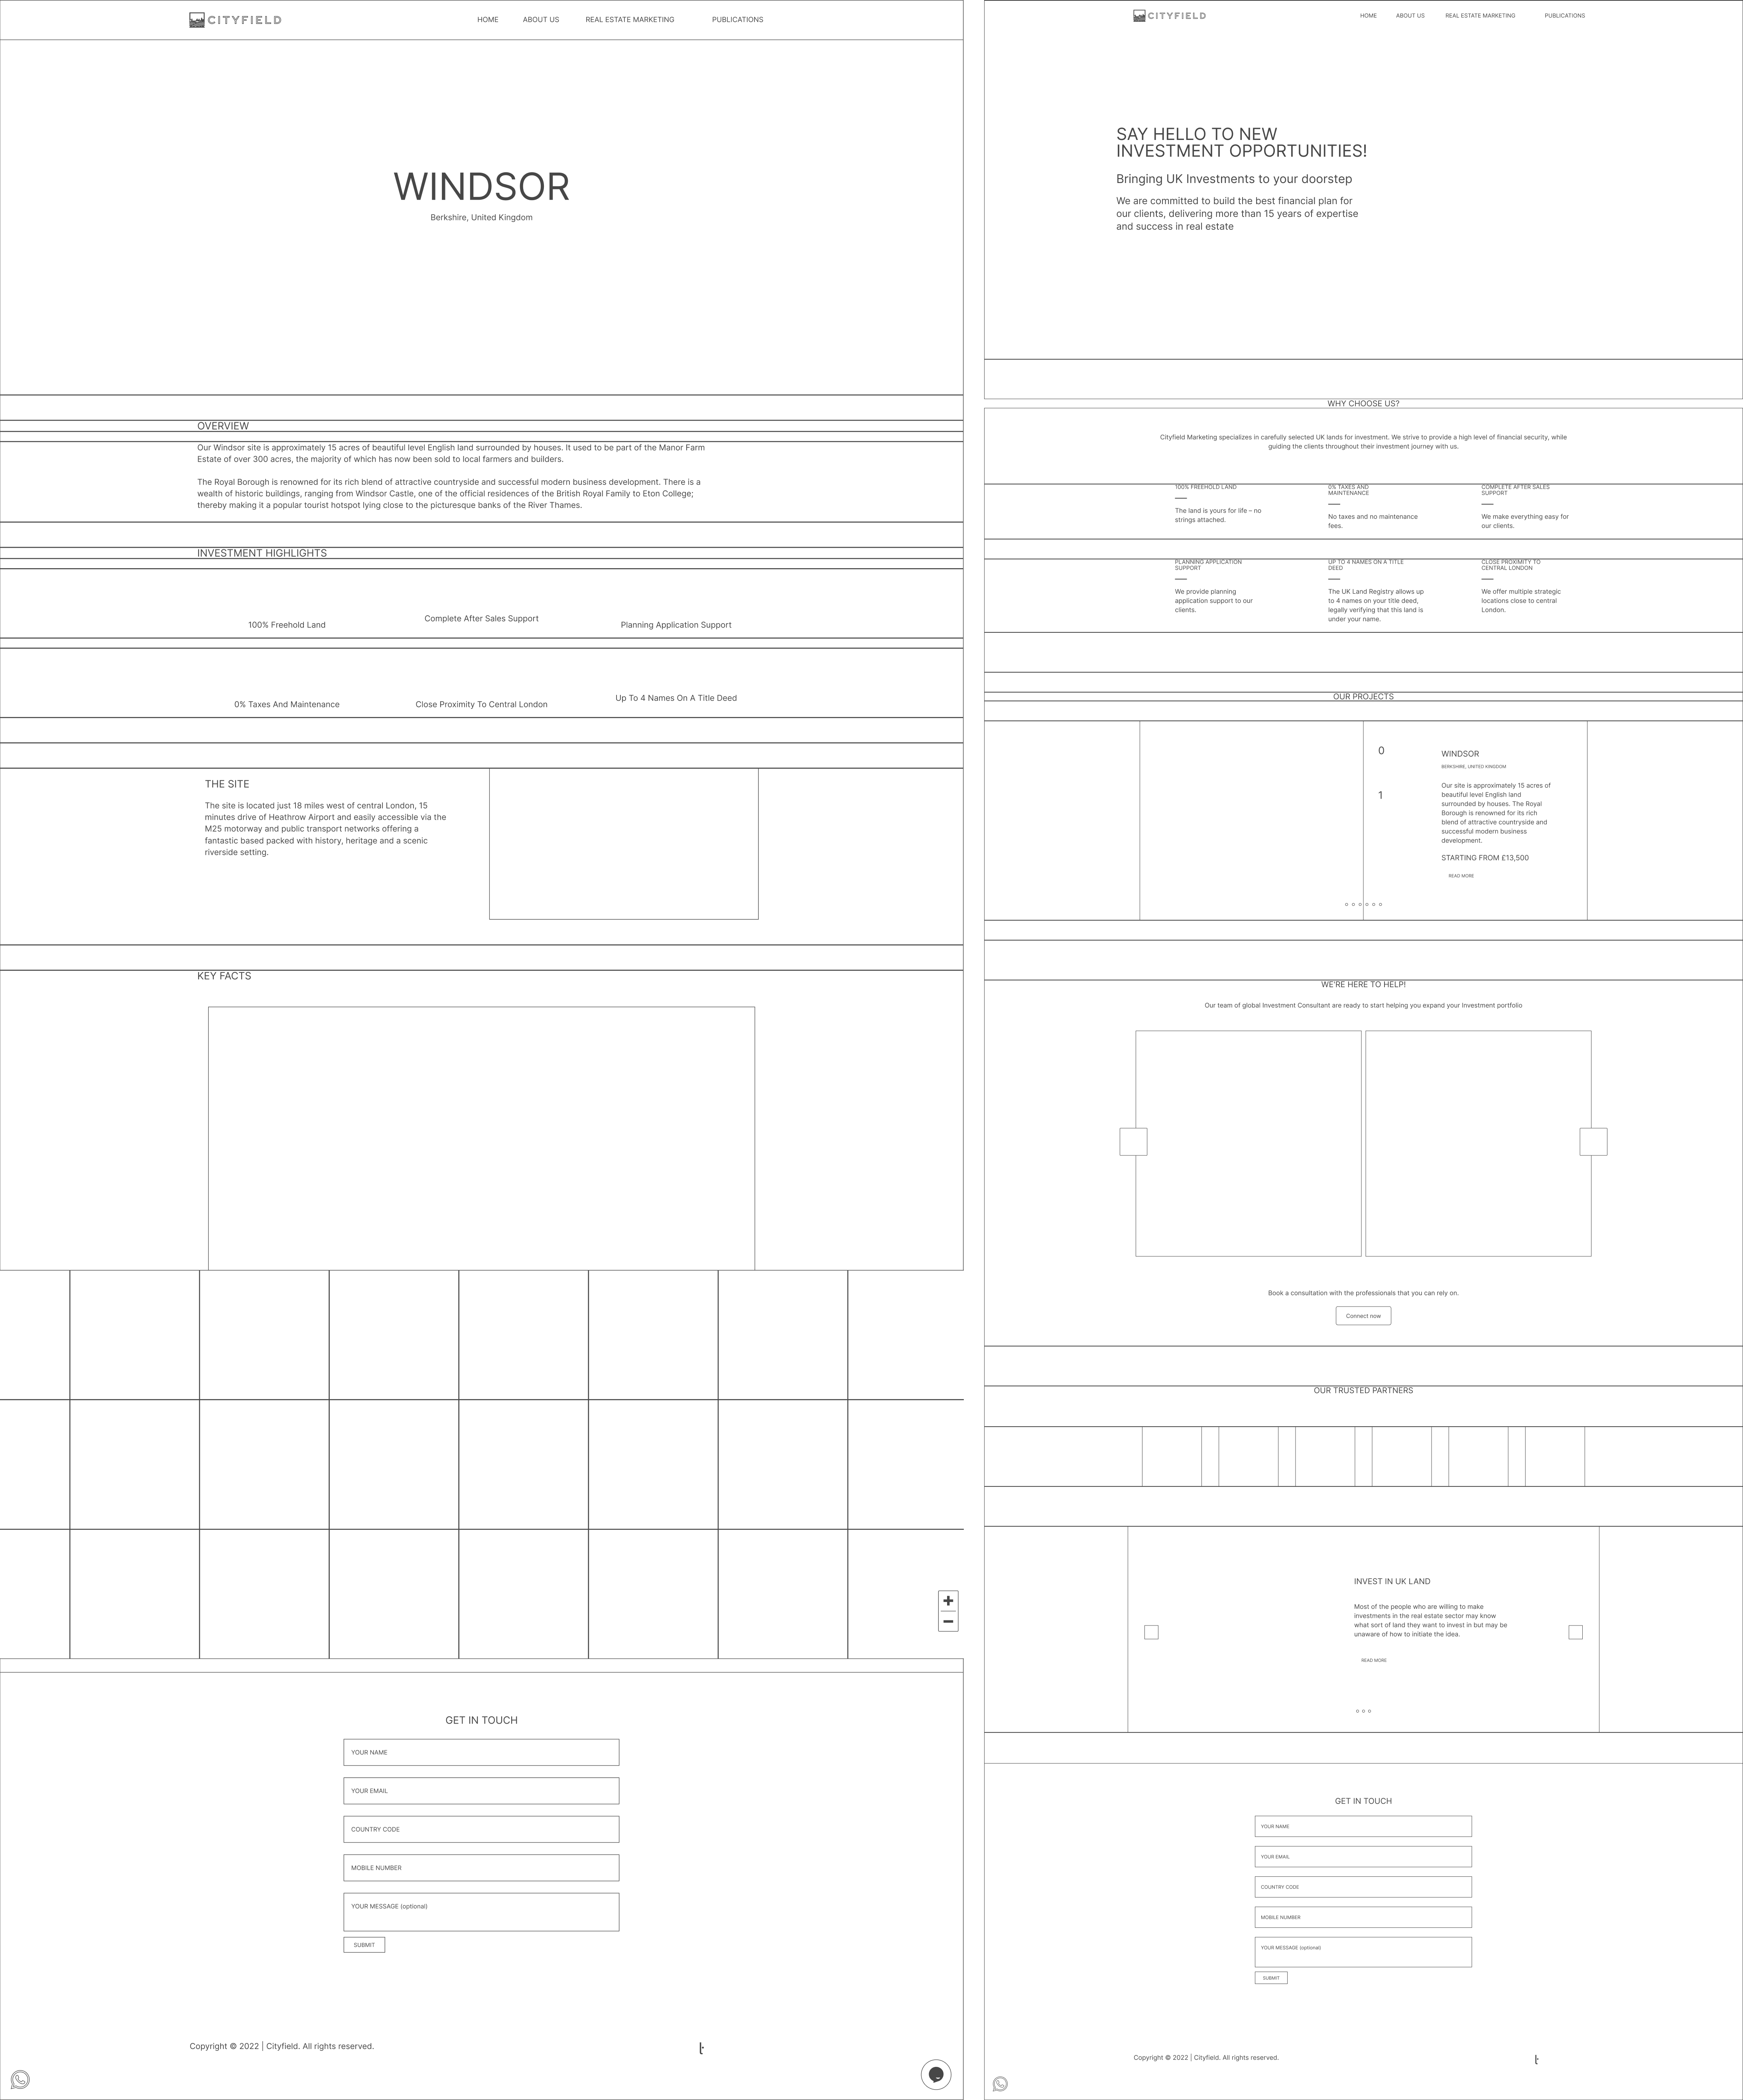 CITYFIELD
HOME ABOUT US REAL ESTATE MARKETING PUBLICATIONS
WINDSOR
Berkshire, United Kingdom
OVERVIEW
Our Windsor site is approximately 15 acres of beautiful level English land surrounded by houses. It used to be part of the Manor Farm
Estate of over 300 acres, the majority of which has now been sold to local farmers and builders.
The Royal Borough is renowned for its rich blend of attractive countryside and successful modern business development. There is a
wealth of historic buildings, ranging from Windsor Castle, one of the official residences of the British Royal Family to Eton College;
thereby making it a popular tourist hotspot lying close to the picturesque banks of the River Thames.
INVESTMENT HIGHLIGHTS
100% Freehold Land
Complete After Sales Support
Planning Application Support
0% Taxes And Maintenance
Close Proximity To Central London
Up To 4 Names On A Title Deed
THE SITE
The site is located just 18 miles west of central London, 15
minutes drive of Heathrow Airport and easily accessible via the
M25 motorway and public transport networks offering a
fantastic based packed with history, heritage and a scenic
riverside setting.
KEY FACTS
+
−
GET IN TOUCH
YOUR NAME
YOUR EMAIL
COUNTRY CODE
MOBILE NUMBER
YOUR MESSAGE (optional)
SUBMIT
Copyright © 2022 | Cityfield. All rights reserved.
CITYFIELD
HOME ABOUT US REAL ESTATE MARKETING PUBLICATIONS
SAY HELLO TO NEW
INVESTMENT OPPORTUNITIES!
Bringing UK Investments to your doorstep
We are committed to build the best financial plan for
our clients, delivering more than 15 years of expertise
and success in real estate
WHY CHOOSE US?
Cityfield Marketing specializes in carefully selected UK lands for investment. We strive to provide a high level of financial security, while
guiding the clients throughout their investment journey with us.
100% FREEHOLD LAND
The land is yours for life – no
strings attached.
0% TAXES AND
MAINTENANCE
No taxes and no maintenance
fees.
COMPLETE AFTER SALES
SUPPORT
We make everything easy for
our clients.
PLANNING APPLICATION
SUPPORT
We provide planning
application support to our
clients.
UP TO 4 NAMES ON A TITLE
DEED
The UK Land Registry allows up
to 4 names on your title deed,
legally verifying that this land is
under your name.
CLOSE PROXIMITY TO
CENTRAL LONDON
We offer multiple strategic
locations close to central
London.
OUR PROJECTS
0
1
WINDSOR
BERKSHIRE, UNITED KINGDOM
Our site is approximately 15 acres of
beautiful level English land
surrounded by houses. The Royal
Borough is renowned for its rich
blend of attractive countryside and
successful modern business
development.
STARTING FROM £13,500
READ MORE
WE'RE HERE TO HELP!
Our team of global Investment Consultant are ready to start helping you expand your Investment portfolio
Book a consultation with the professionals that you can rely on.
Connect now
OUR TRUSTED PARTNERS
INVEST IN UK LAND
Most of the people who are willing to make
investments in the real estate sector may know
what sort of land they want to invest in but may be
unaware of how to initiate the idea.
READ MORE
GET IN TOUCH
YOUR NAME
YOUR EMAIL
COUNTRY CODE
MOBILE NUMBER
YOUR MESSAGE (optional)
SUBMIT
Copyright © 2022 | Cityfield. All rights reserved.